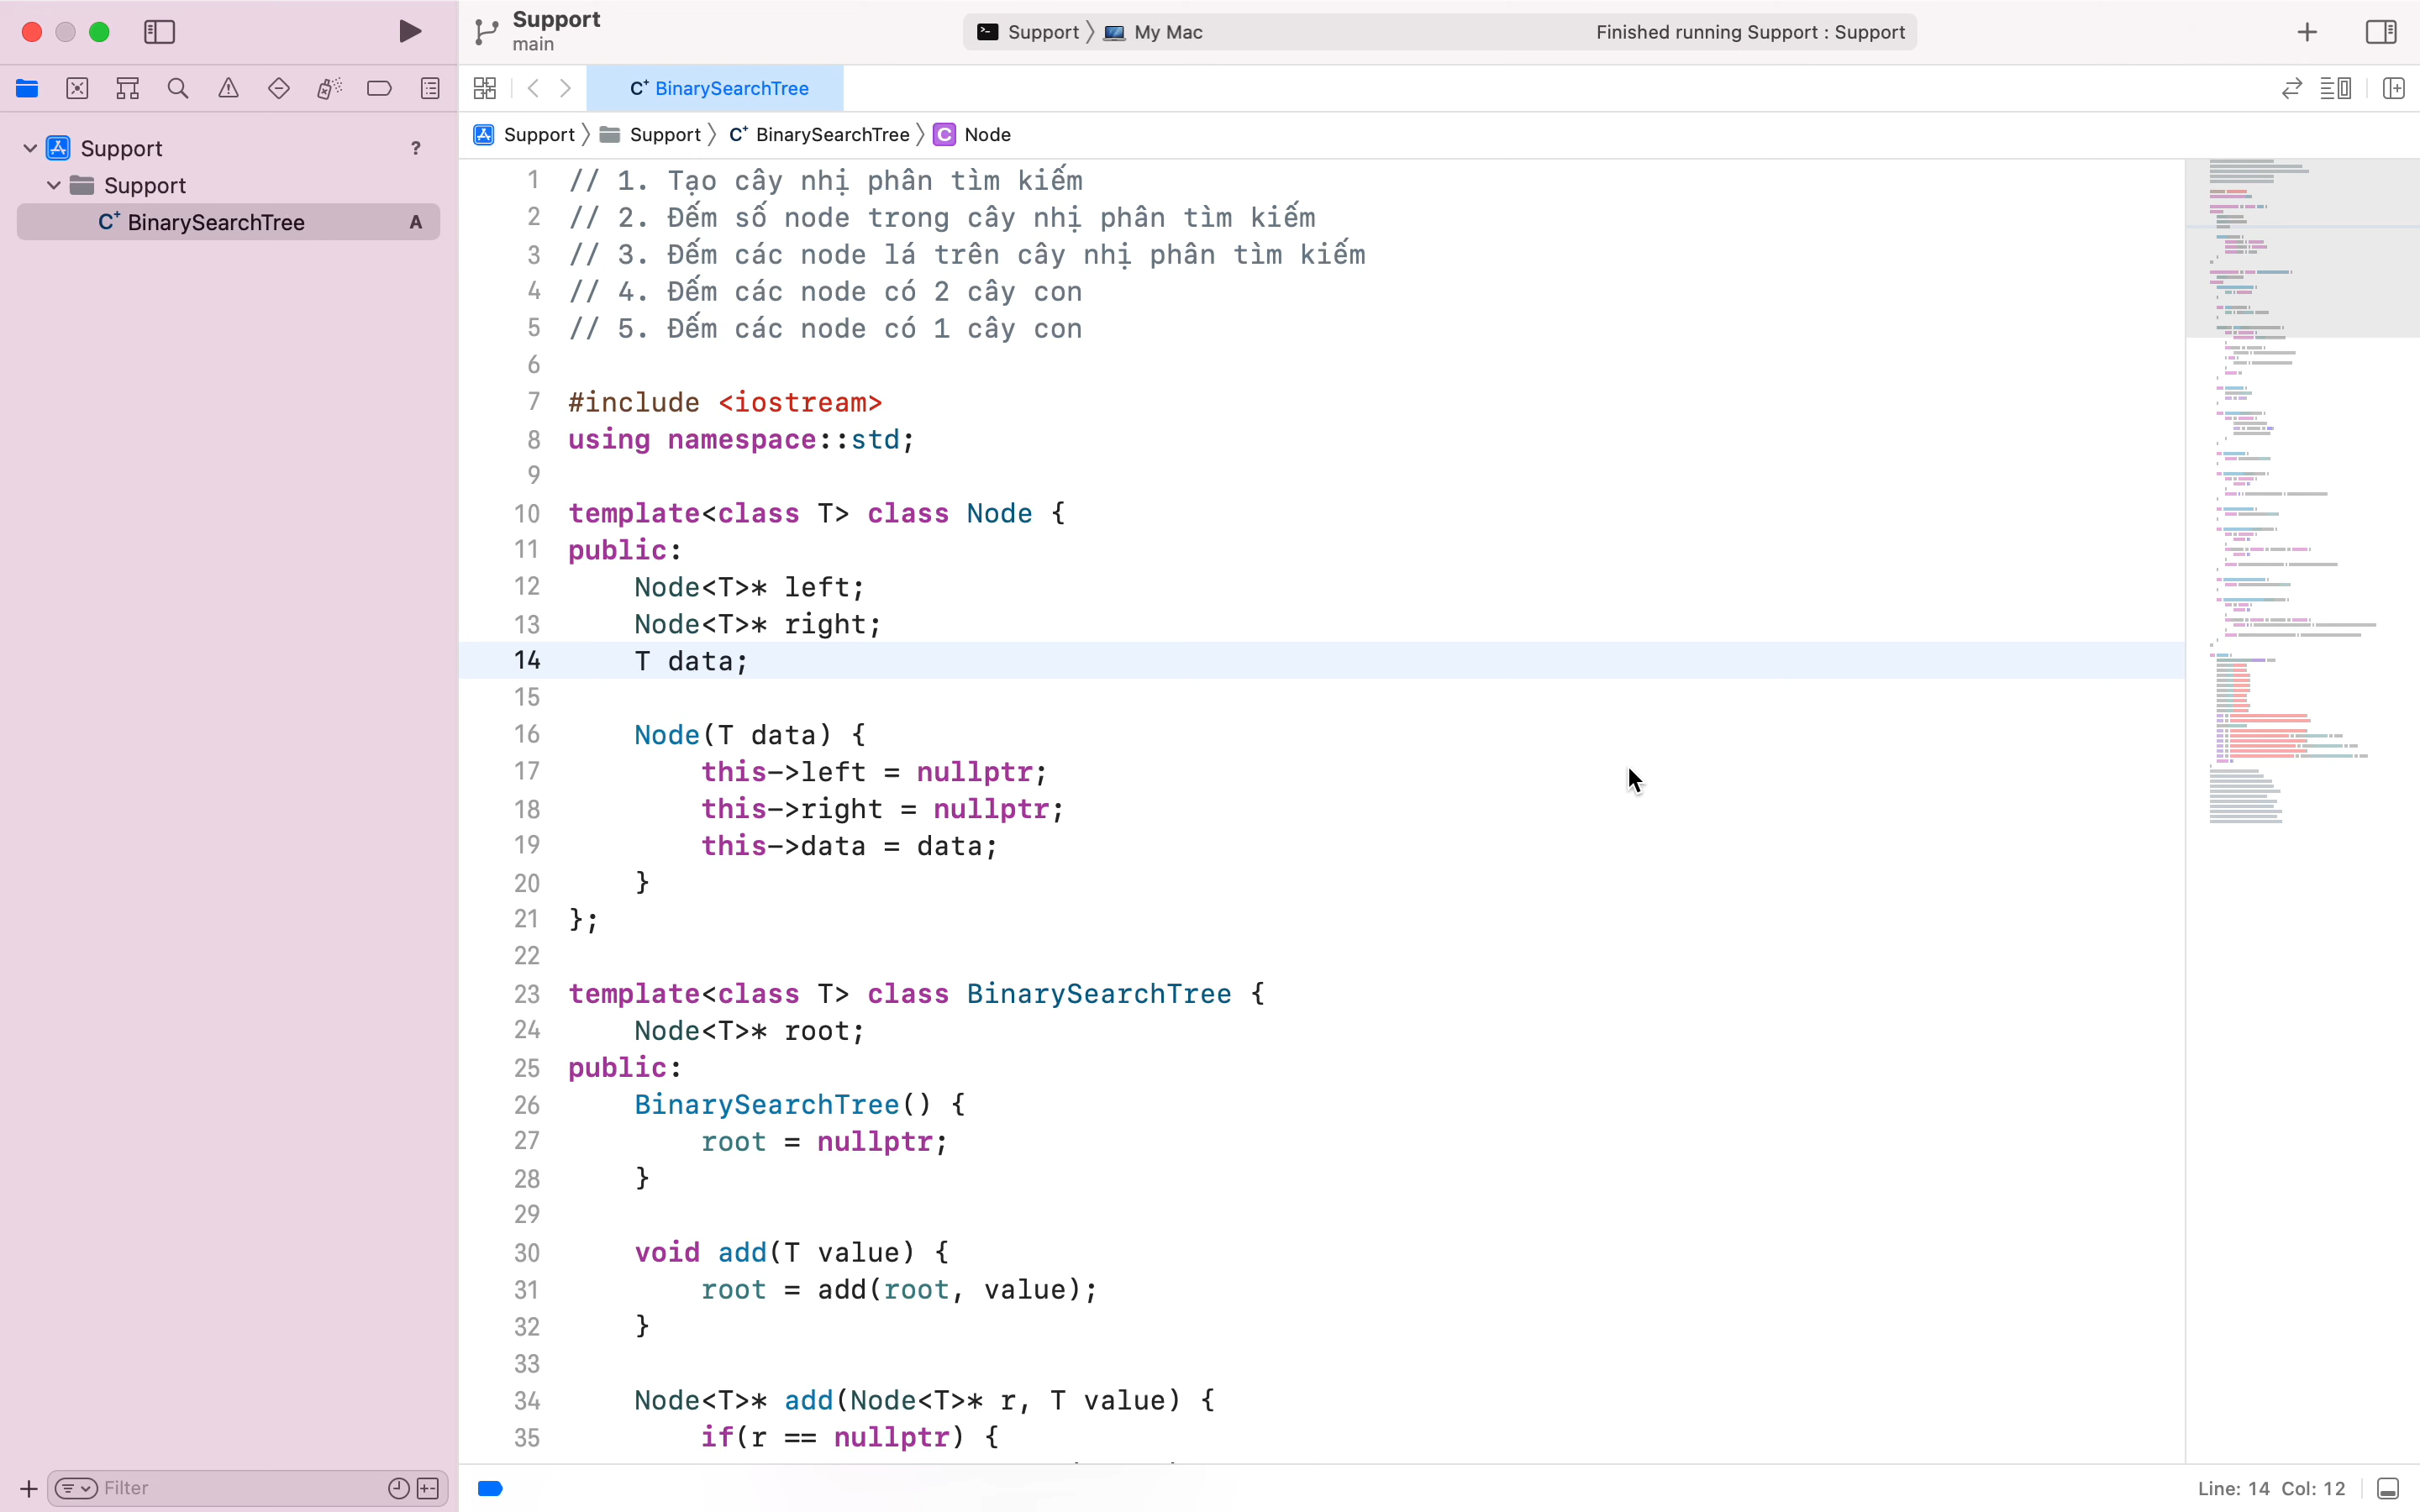 Support
main
Support
My Mac
Finished running Support : Support
BinarySearchTree
Support
Support
BinarySearchTree
C
Node
Support
?
Support
BinarySearchTree
A
1 // 1. Tạo cây nhị phân tìm kiếm
2 // 2. Đếm số node trong cây nhị phân tìm kiếm
3 // 3. Đếm các node lá trên cây nhị phân tìm kiếm
4 // 4. Đếm các node có 2 cây con
5 // 5. Đếm các node có 1 cây con
6
7 #include <iostream>
8 using namespace::std;
9
10 template<class T> class Node {
11 public:
12 Node<T>* left;
13 Node<T>* right;
14 T data;
15
16 Node(T data) {
17 this->left = nullptr;
18 this->right = nullptr;
19 this->data = data;
20 }
21 };
22
23 template<class T> class BinarySearchTree {
24 Node<T>* root;
25 public:
26 BinarySearchTree() {
27 root = nullptr;
28 }
29
30 void add(T value) {
31 root = add(root, value);
32 }
33
34 Node<T>* add(Node<T>* r, T value) {
35 if(r == nullptr) {
Filter
Line: 14 Col: 12